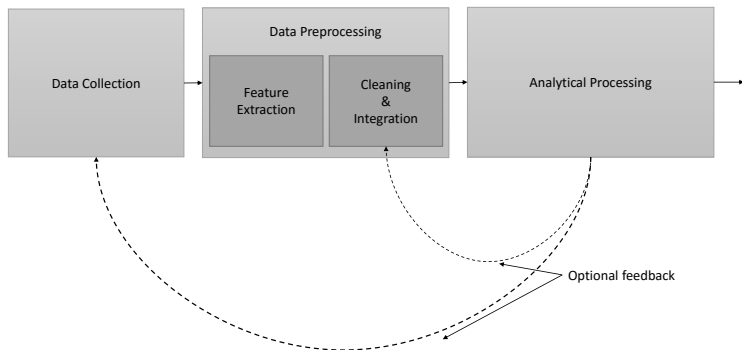 Data Collection
Data Preprocessing
Feature
Extraction
Cleaning
&
Integration
Analytical Processing
Optional feedback